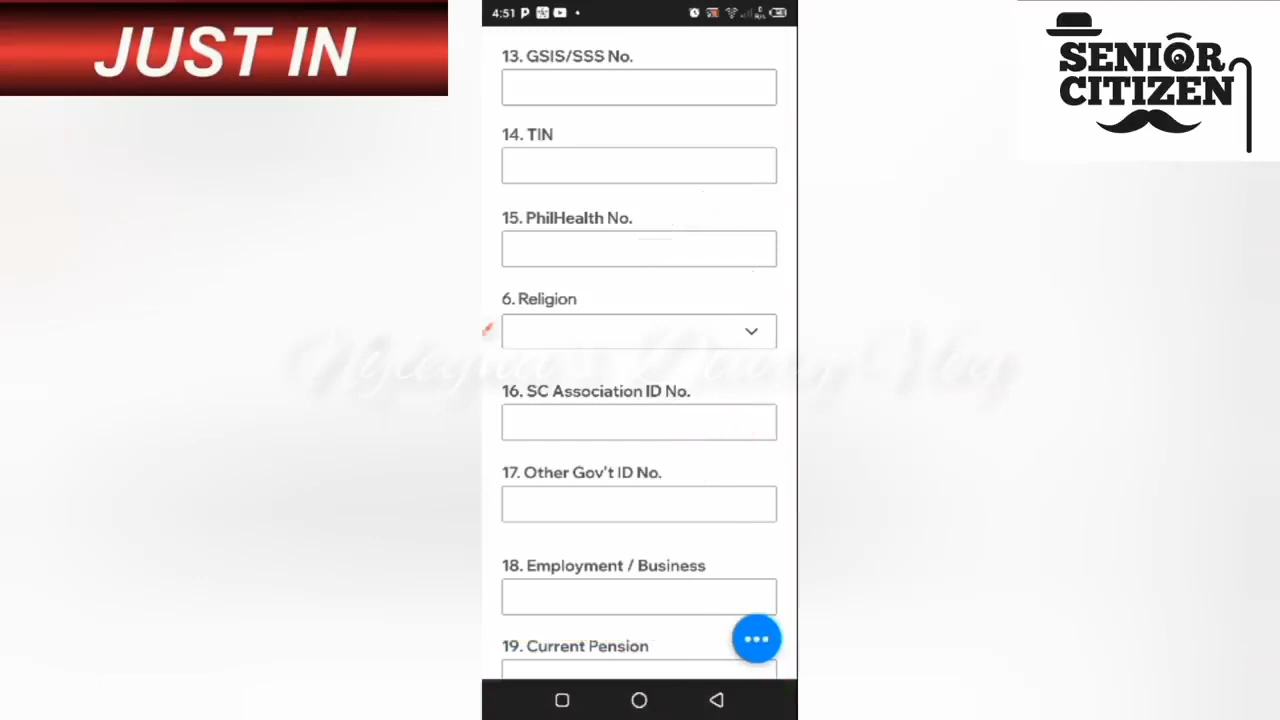 JUST IN
SENIOR
CITIZEN
4:51
13. GSIS/SSS No.
14. TIN
15. PhilHealth No.
6. Religion
16. SC Association ID No.
17. Other Gov't ID No.
18. Employment / Business
19. Current Pension